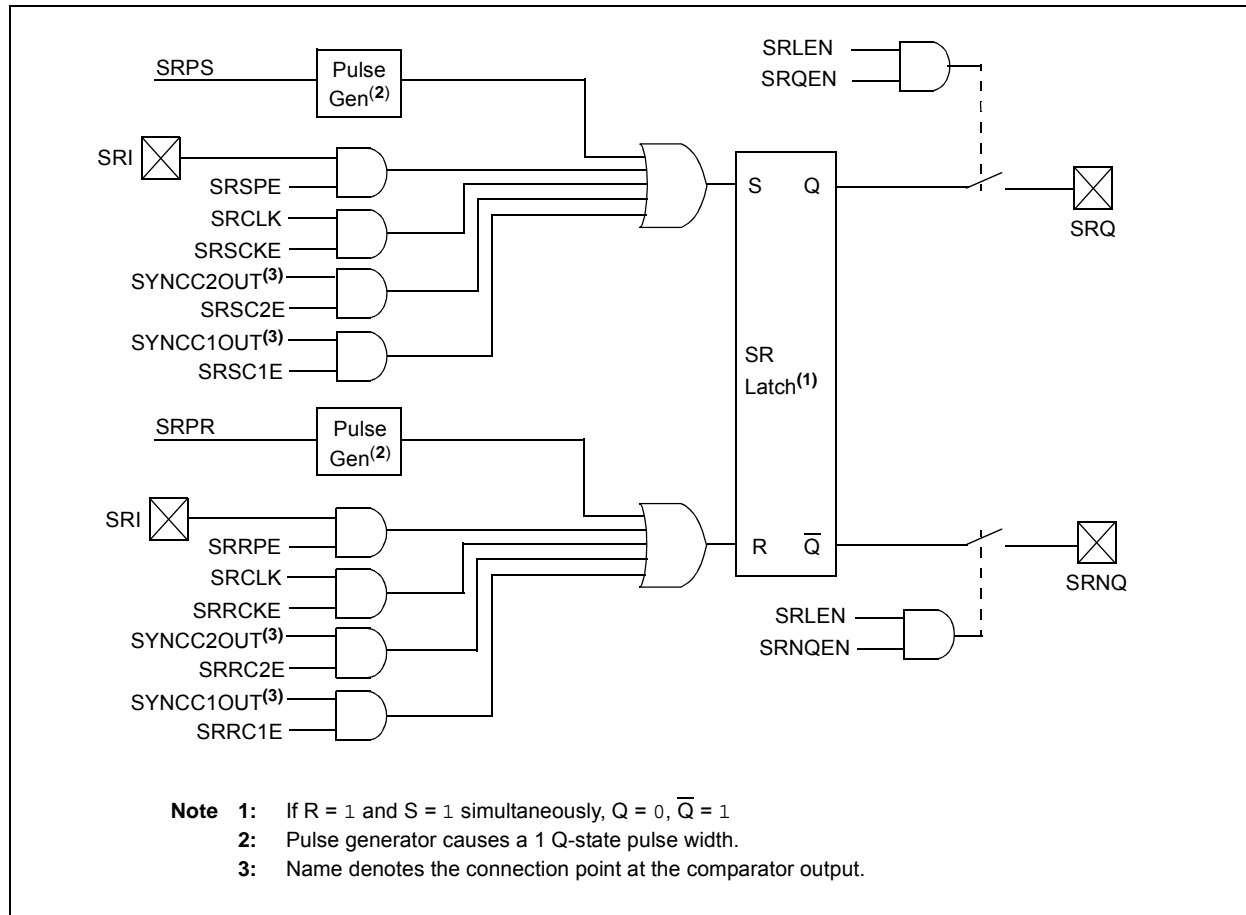 SRPS
Pulse
Gen(2)
SRI
SRSPE
SRCLK
SRSCKE
SYNCC2OUT(3)
SRSC2E
SYNCC1OUT(3)
SRSC1E
SRLEN
SRQEN
S Q
SRQ
SR
Latch(1)
SRPR
Pulse
Gen(2)
SRI
SRRPE
SRCLK
SRRCKE
SYNCC2OUT(3)
SRRC2E
SYNCC1OUT(3)
SRRC1E
R Q̅
SRNQ
SRLEN
SRNQEN
Note 1: If R = 1 and S = 1 simultaneously, Q = 0, Q̅ = 1
2: Pulse generator causes a 1 Q-state pulse width.
3: Name denotes the connection point at the comparator output.